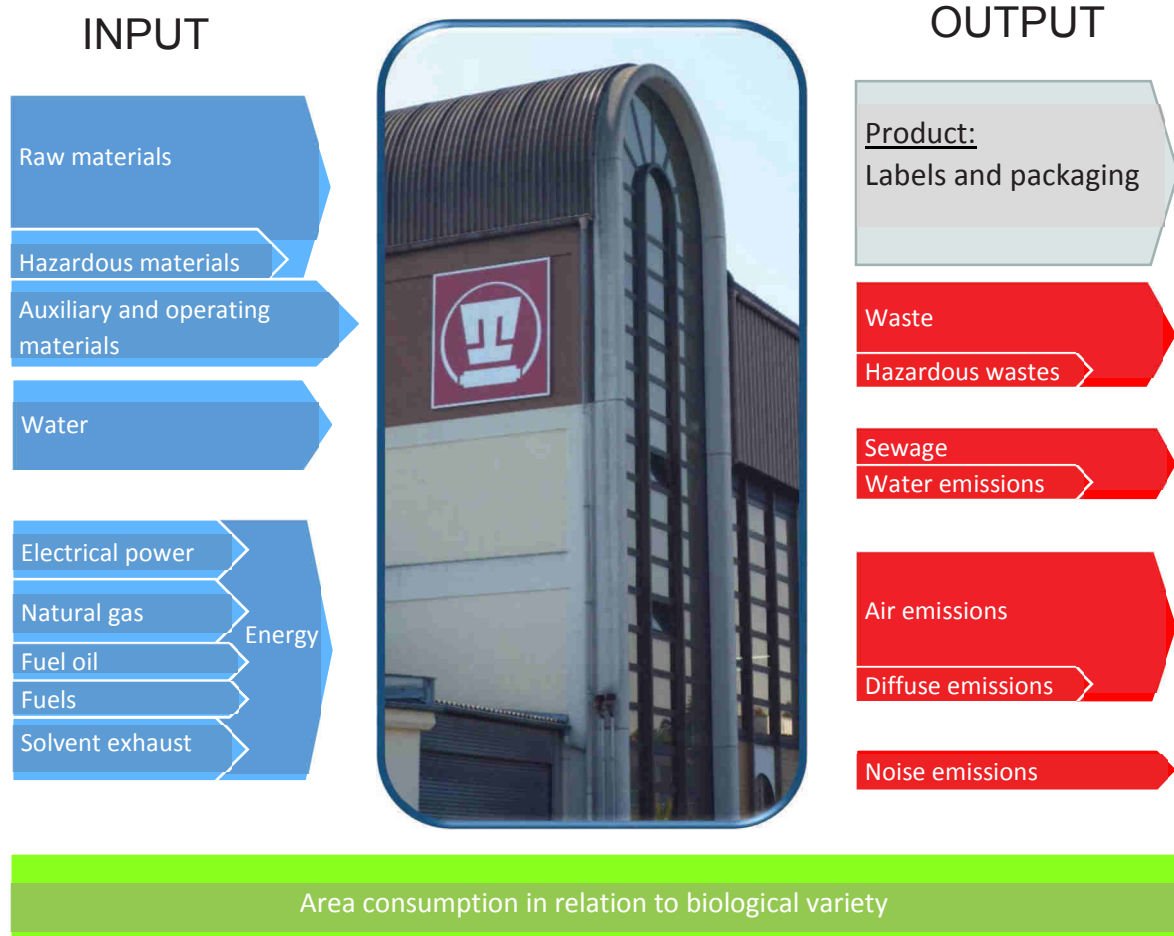 INPUT
Raw materials
Hazardous materials
Auxiliary and operating
materials
Water
Electrical power
Natural gas
Energy
Fuel oil
Fuels
Solvent exhaust
OUTPUT
Product:
Labels and packaging
Waste
Hazardous wastes
Sewage
Water emissions
Air emissions
Diffuse emissions
Noise emissions
Area consumption in relation to biological variety